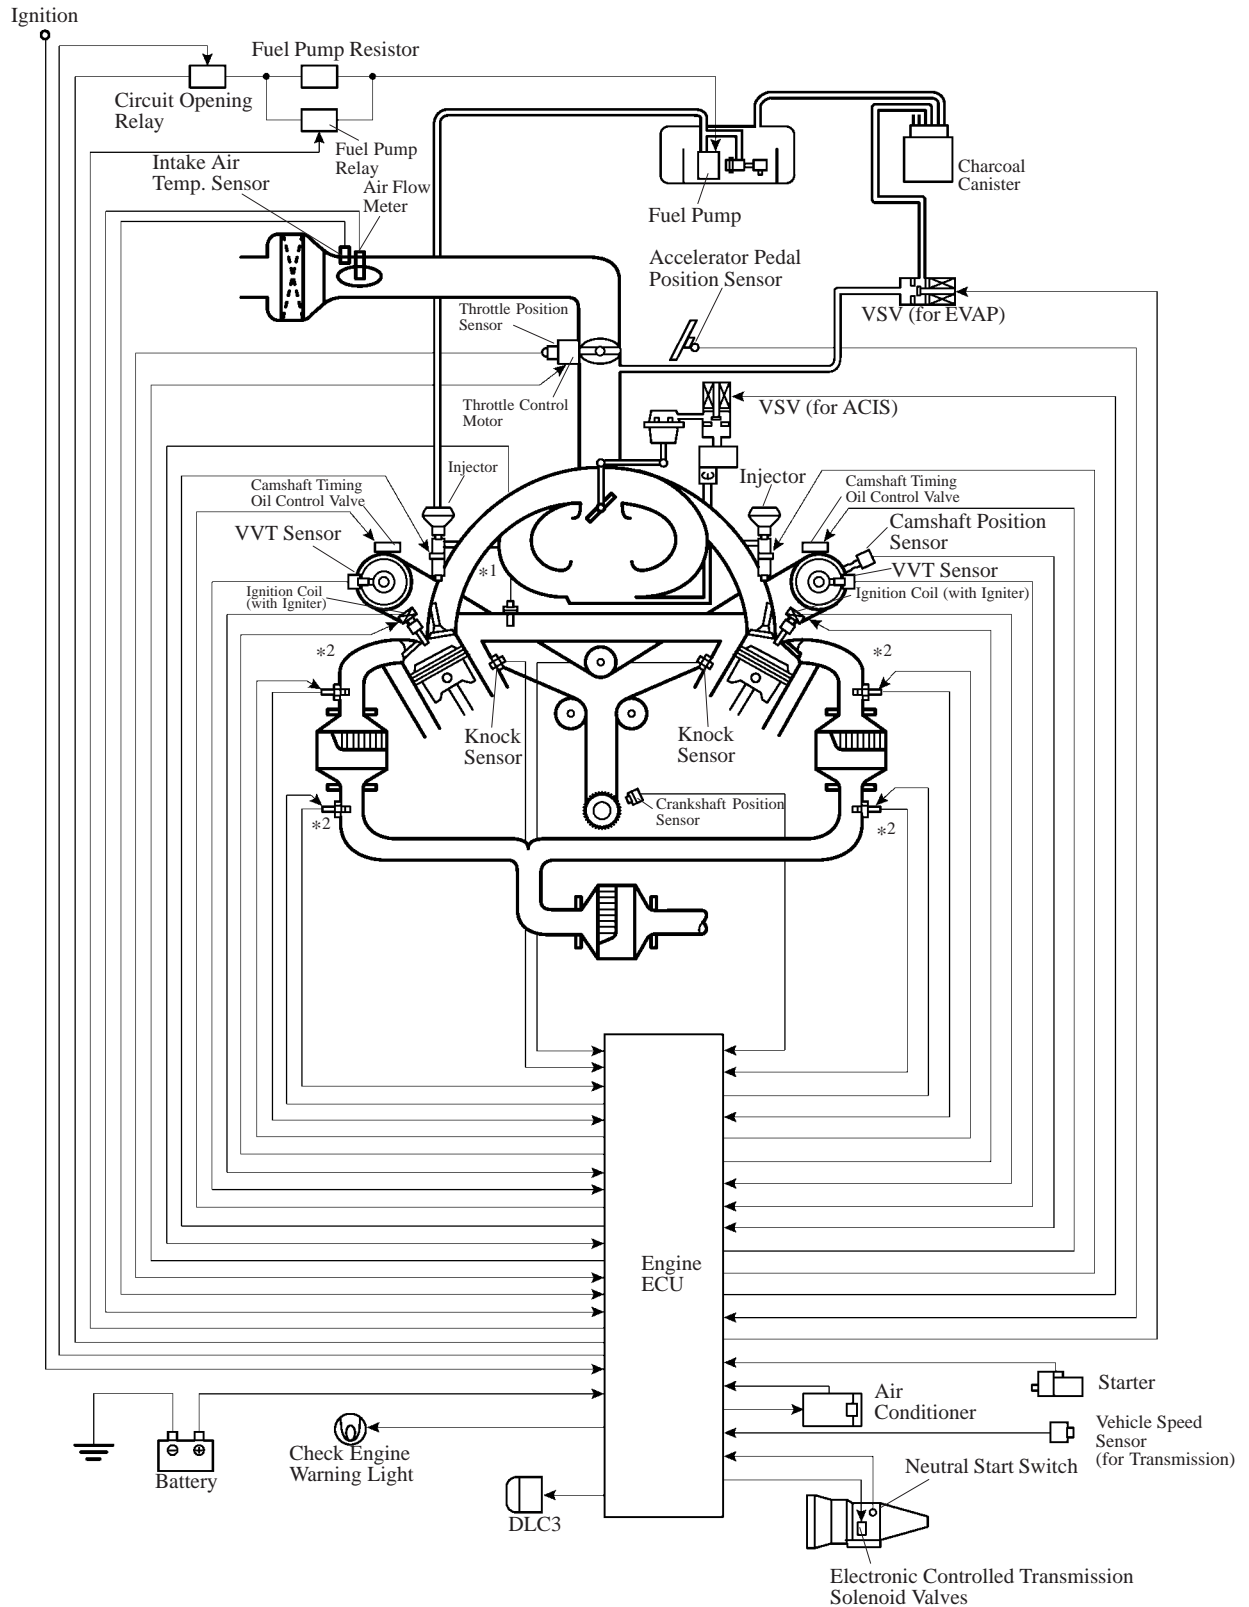 Ignition
Fuel Pump Resistor
Circuit Opening
Relay
Fuel Pump
Relay
Intake Air
Temp. Sensor
Air Flow
Meter
Fuel Pump
Charcoal
Canister
Accelerator Pedal
Position Sensor
VSV (for EVAP)
Throttle Position
Sensor
Throttle Control
Motor
VSV (for ACIS)
Injector
Injector
Camshaft Timing
Oil Control Valve
Camshaft Timing
Oil Control Valve
VVT Sensor
Camshaft Position
Sensor
VVT Sensor
*1
Ignition Coil
(with Igniter)
Ignition Coil (with Igniter)
*2
*2
Knock
Sensor
Knock
Sensor
Crankshaft Position
Sensor
*2
*2
Engine
ECU
Starter
Air
Conditioner
Vehicle Speed
Sensor
(for Transmission)
Battery
Check Engine
Warning Light
Neutral Start Switch
DLC3
Electronic Controlled Transmission
Solenoid Valves